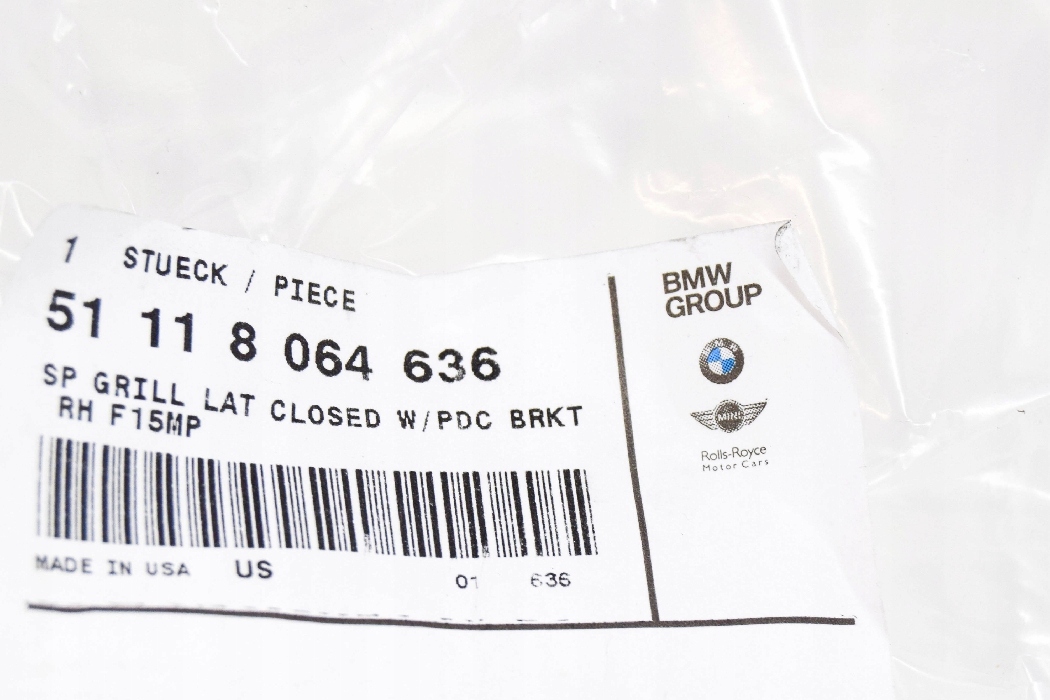 1 STUECK / PIECE
51 11 8 064 636
SP GRILL LAT CLOSED W/PDC BRKT
RH F15MP
MADE IN USA US 01 636
BMW
GROUP
BMW
MINI
Rolls-Royce
Motor Cars